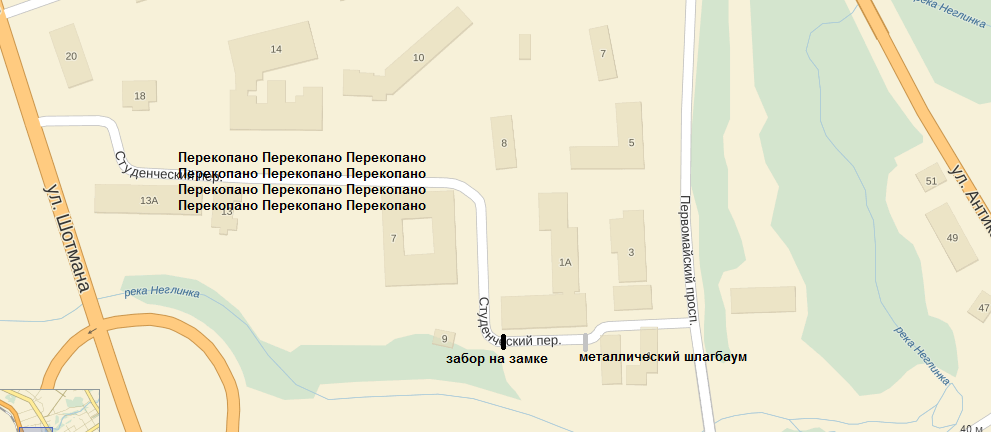 река Неглинка
20
14
10
7
18
8
5
Перекопано Перекопано Перекопано
Студенческий пер.
Перекопано Перекопано Перекопано
Перекопано Перекопано Перекопано
Перекопано Перекопано Перекопано
13А
13
ул. Шотмана
7
1А
3
Первомайский просп.
51
ул. Антик
49
47
река Неглинка
Студенческий пер.
9
забор на замке
металлический шлагбаум
река Неглинка
40 м